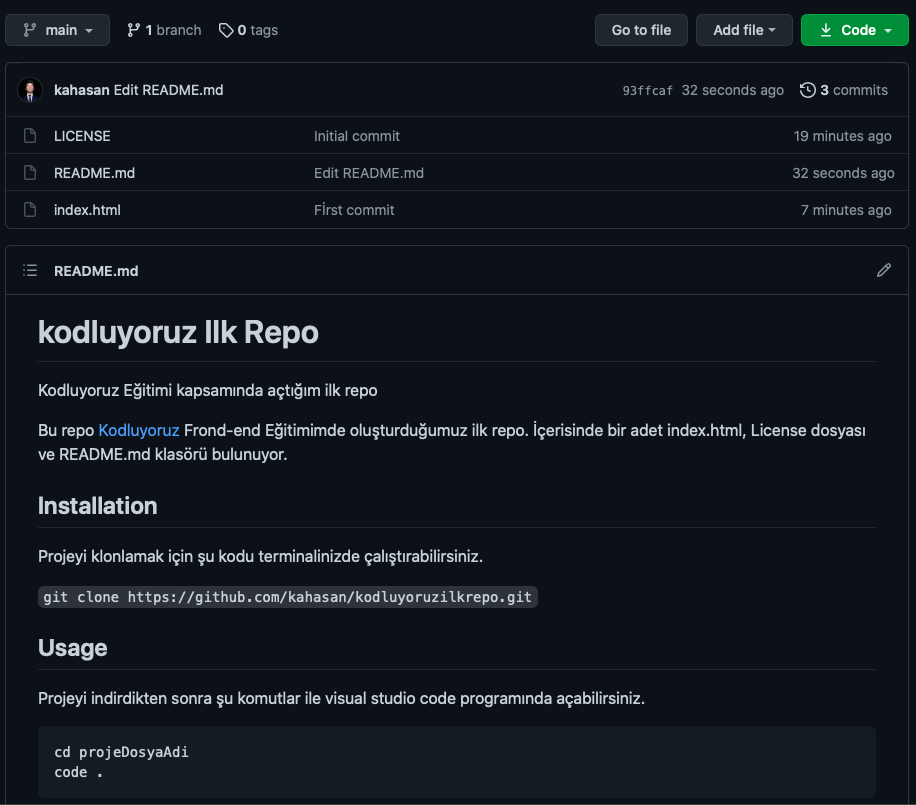 main 1 branch 0 tags Go to file Add file Code
kahasan Edit README.md 93ffcaf 32 seconds ago 3 commits
LICENSE Initial commit 19 minutes ago
README.md Edit README.md 32 seconds ago
index.html Fİrst commit 7 minutes ago
README.md
kodluyoruz Ilk Repo
Kodluyoruz Eğitimi kapsamında açtığım ilk repo
Bu repo Kodluyoruz Frond-end Eğitimimde oluşturduğumuz ilk repo. İçerisinde bir adet index.html, License dosyası
ve README.md klasörü bulunuyor.
Installation
Projeyi klonlamak için şu kodu terminalinizde çalıştırabilirsiniz.
git clone https://github.com/kahasan/kodluyoruzilkrepo.git
Usage
Projeyi indirdikten sonra şu komutlar ile visual studio code programında açabilirsiniz.
cd projeDosyaAdi
code .